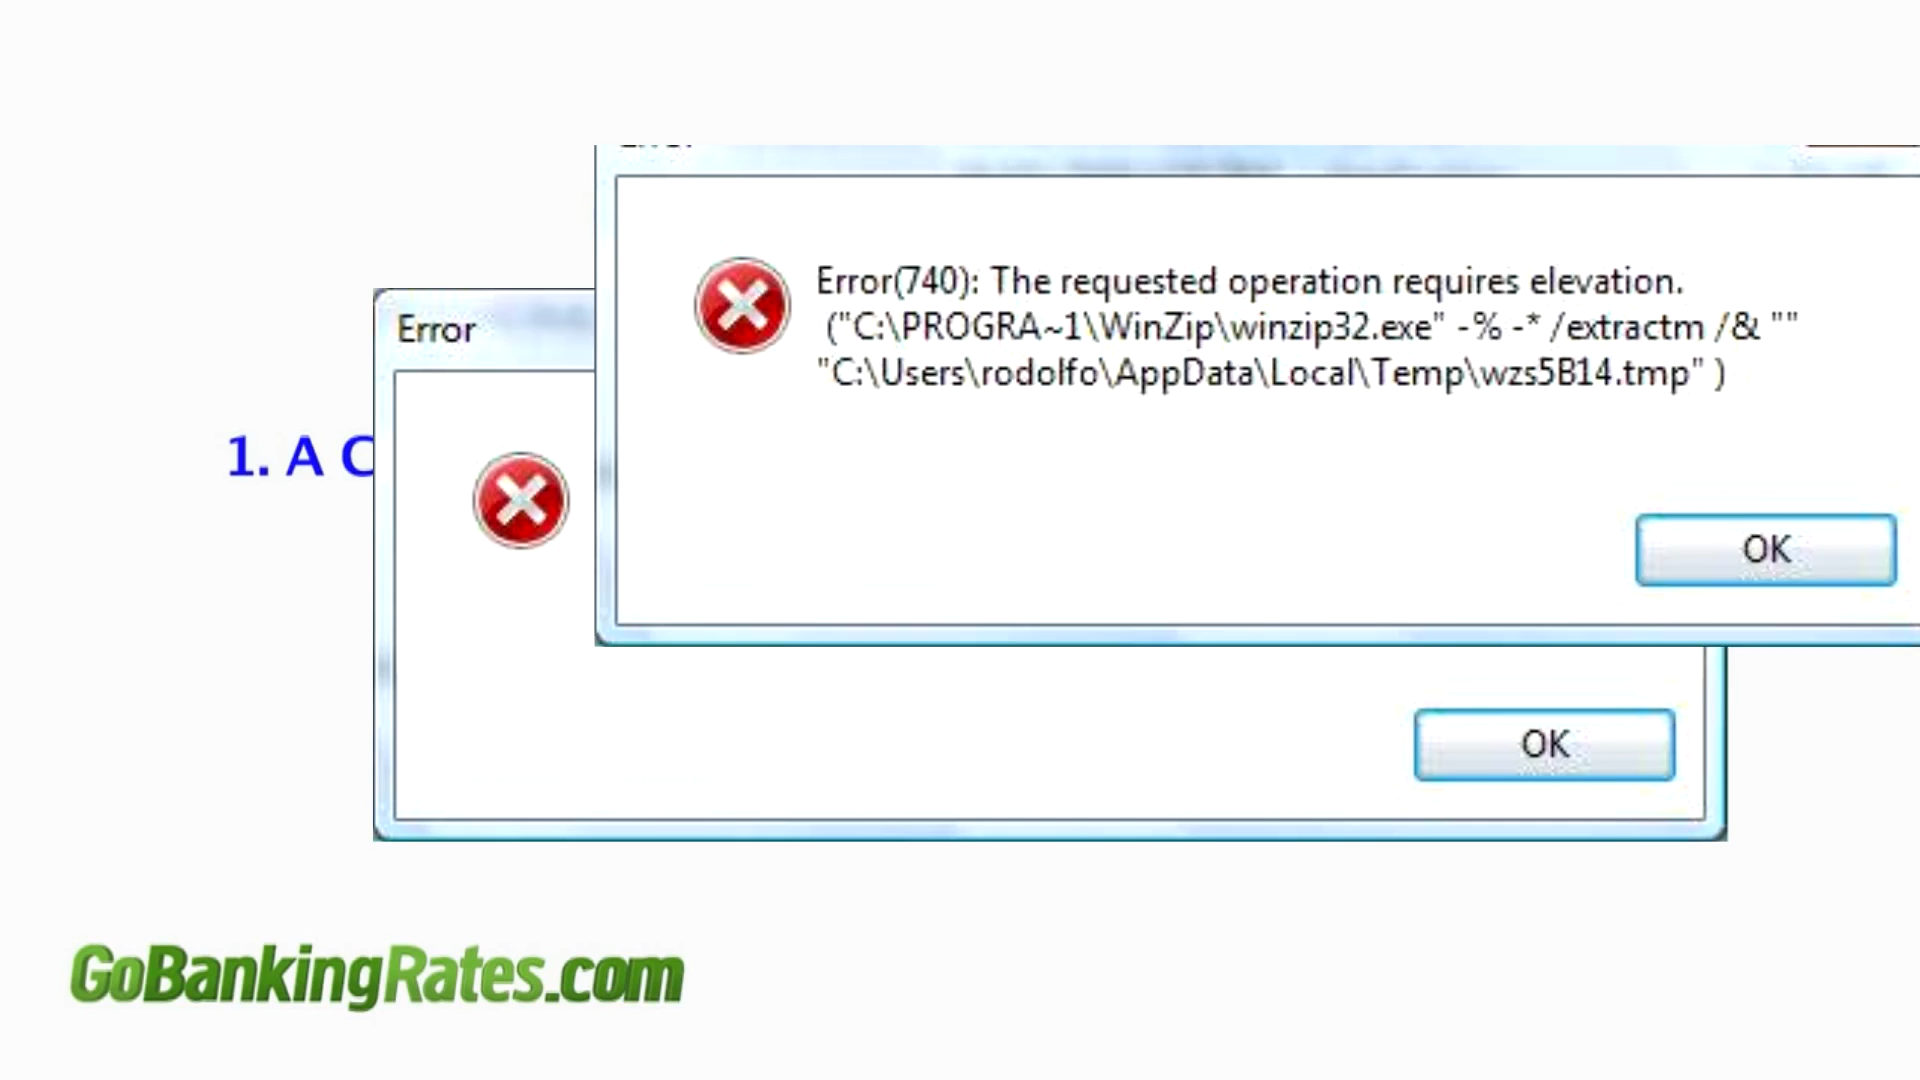 Error(740): The requested operation requires elevation.
("C:\PROGRA~1\WinZip\winzip32.exe" -% -* /extractm /& ""
"C:\Users\rodolfo\AppData\Local\Temp\wzs5B14.tmp" )
OK
Error
1. A C
OK
GoBankingRates.com